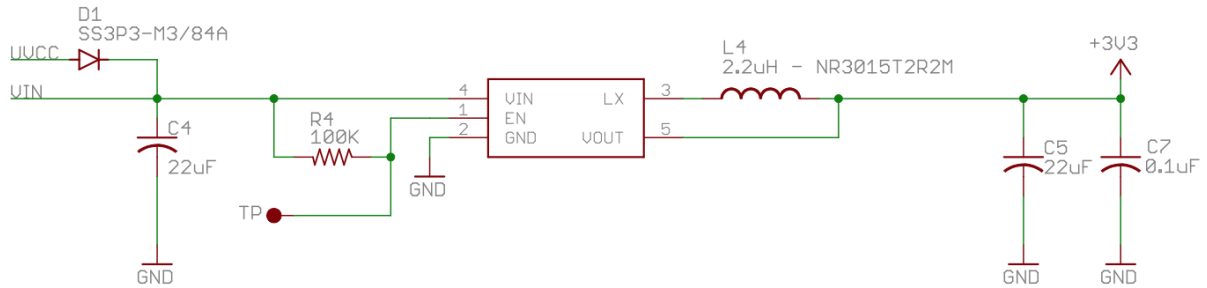 D1
SS3P3-M3/84A
UVCC
VIN
C4
22uF
GND
R4
100K
TP
4
1
2
GND
VIN
EN
GND
LX
VOUT
3
5
L4
2.2uH - NR3015T2R2M
+3V3
C5
22uF
GND
C7
0.1uF
GND